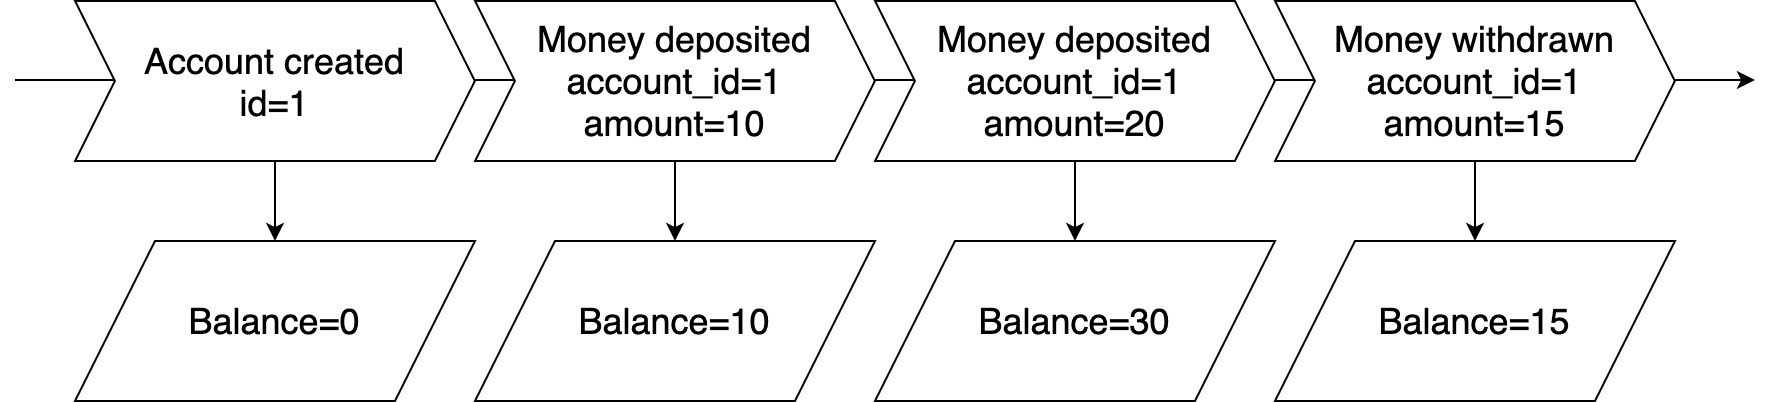 Account created
id=1
Money deposited
account_id=1
amount=10
Money deposited
account_id=1
amount=20
Money withdrawn
account_id=1
amount=15
Balance=0
Balance=10
Balance=30
Balance=15